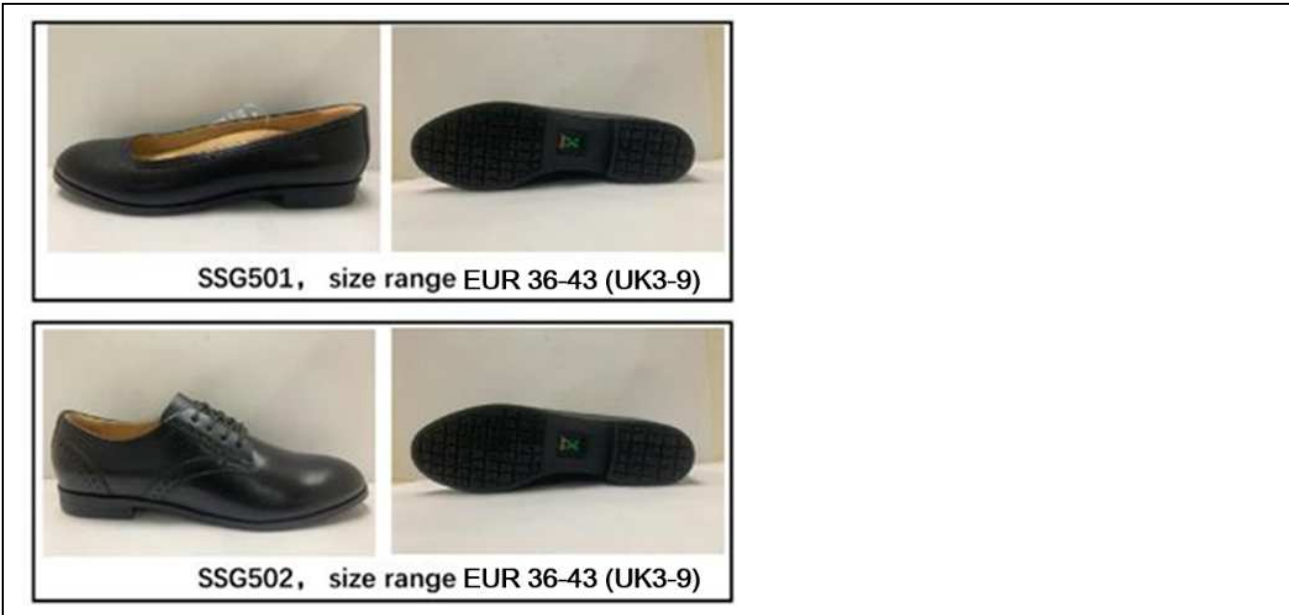 SSG501， size range EUR 36-43 (UK3-9)
SSG502， size range EUR 36-43 (UK3-9)